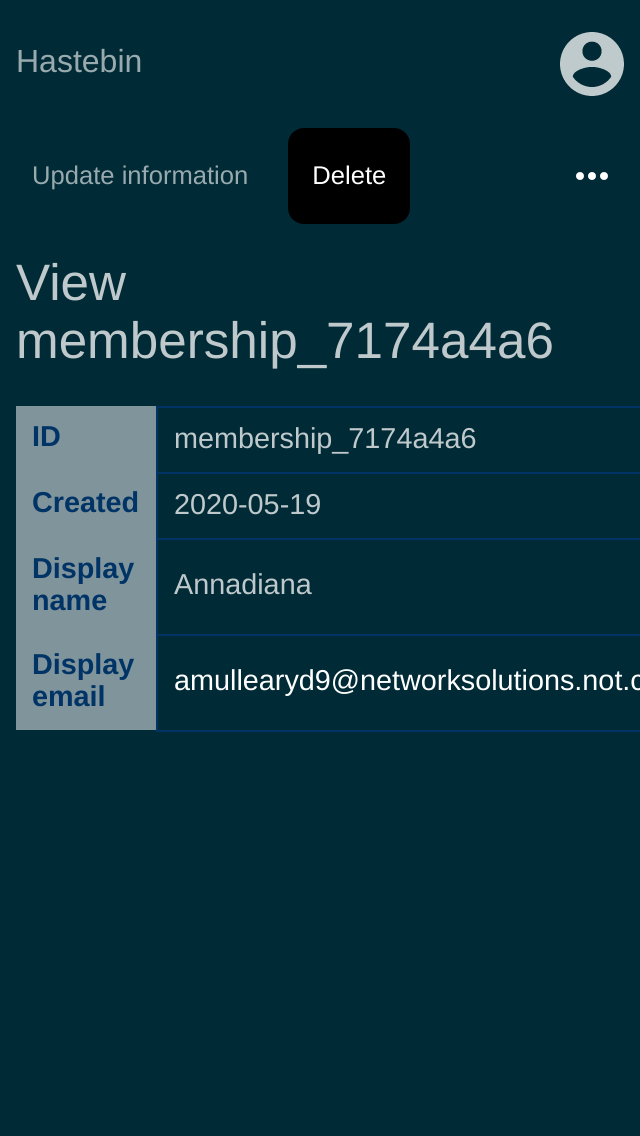 Hastebin
Update information
Delete
View
membership_7174a4a6
ID
membership_7174a4a6
Created
2020-05-19
Display
name
Annadiana
Display
email
amullearyd9@networksolutions.not.c